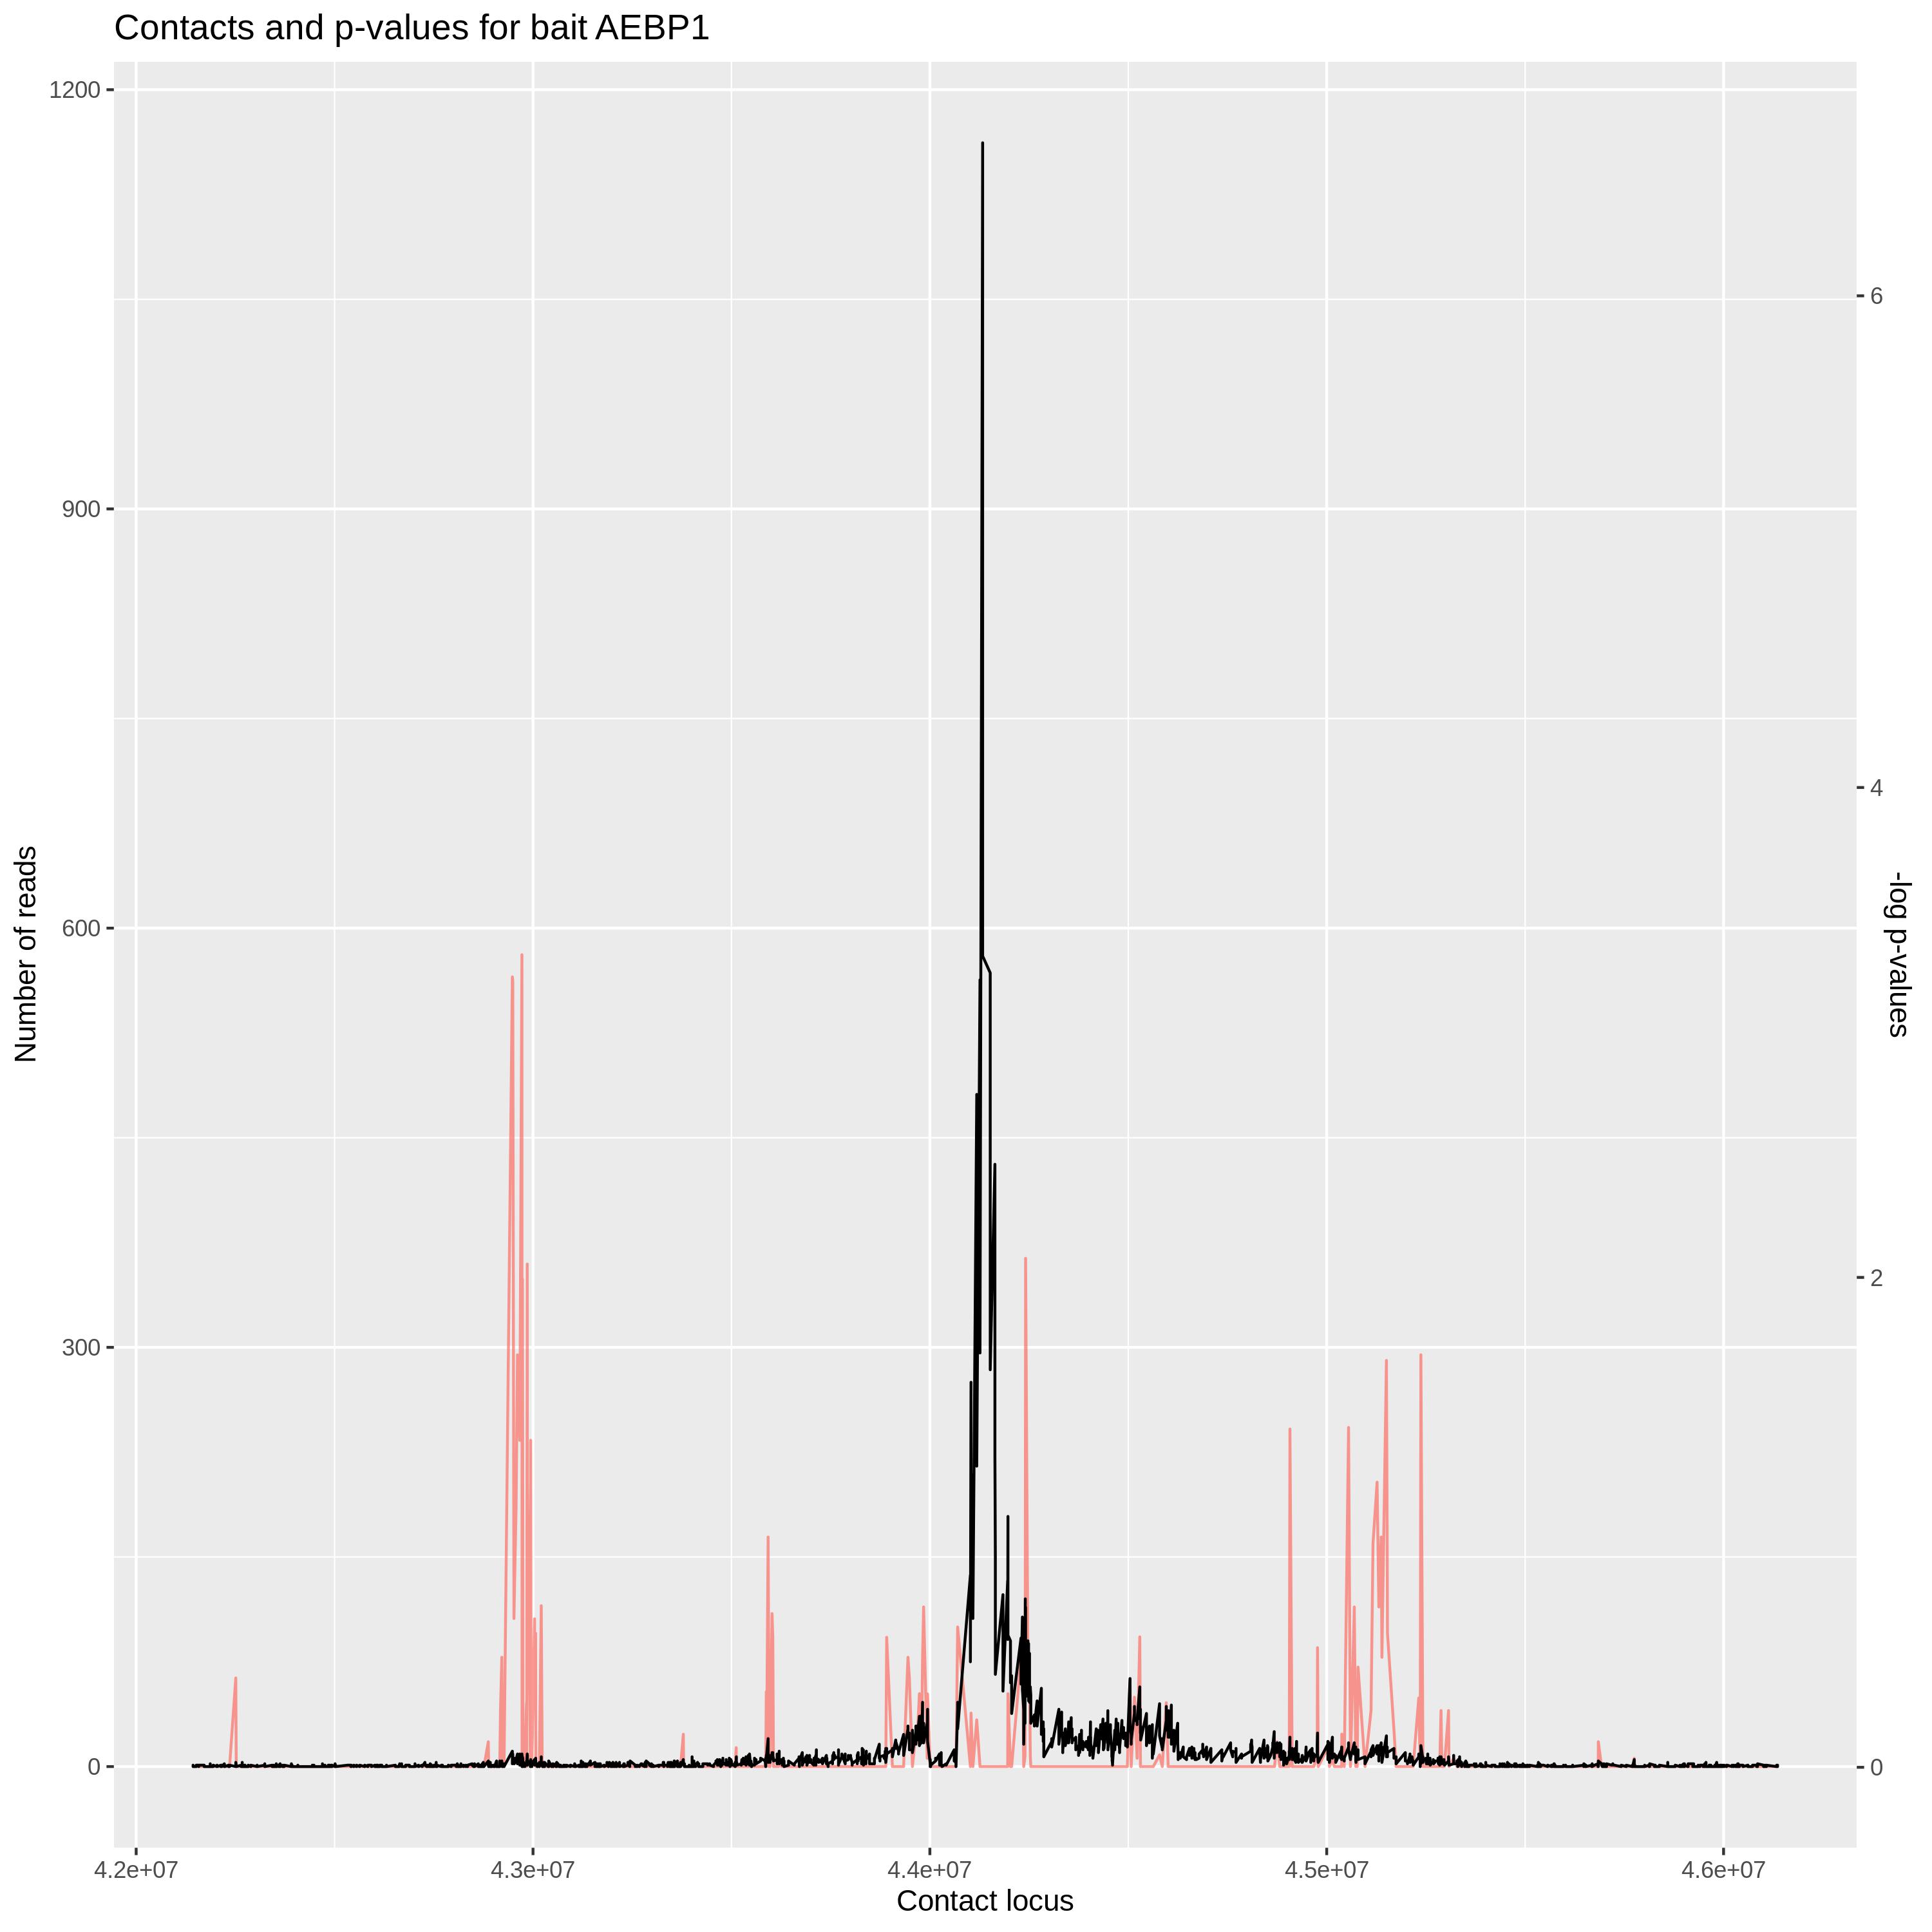 Contacts and p-values for bait AEBP1
1200
900
600
300
0
Number of reads
6
4
2
0
-log p-values
4.2e+07
4.3e+07
4.4e+07
4.5e+07
4.6e+07
Contact locus